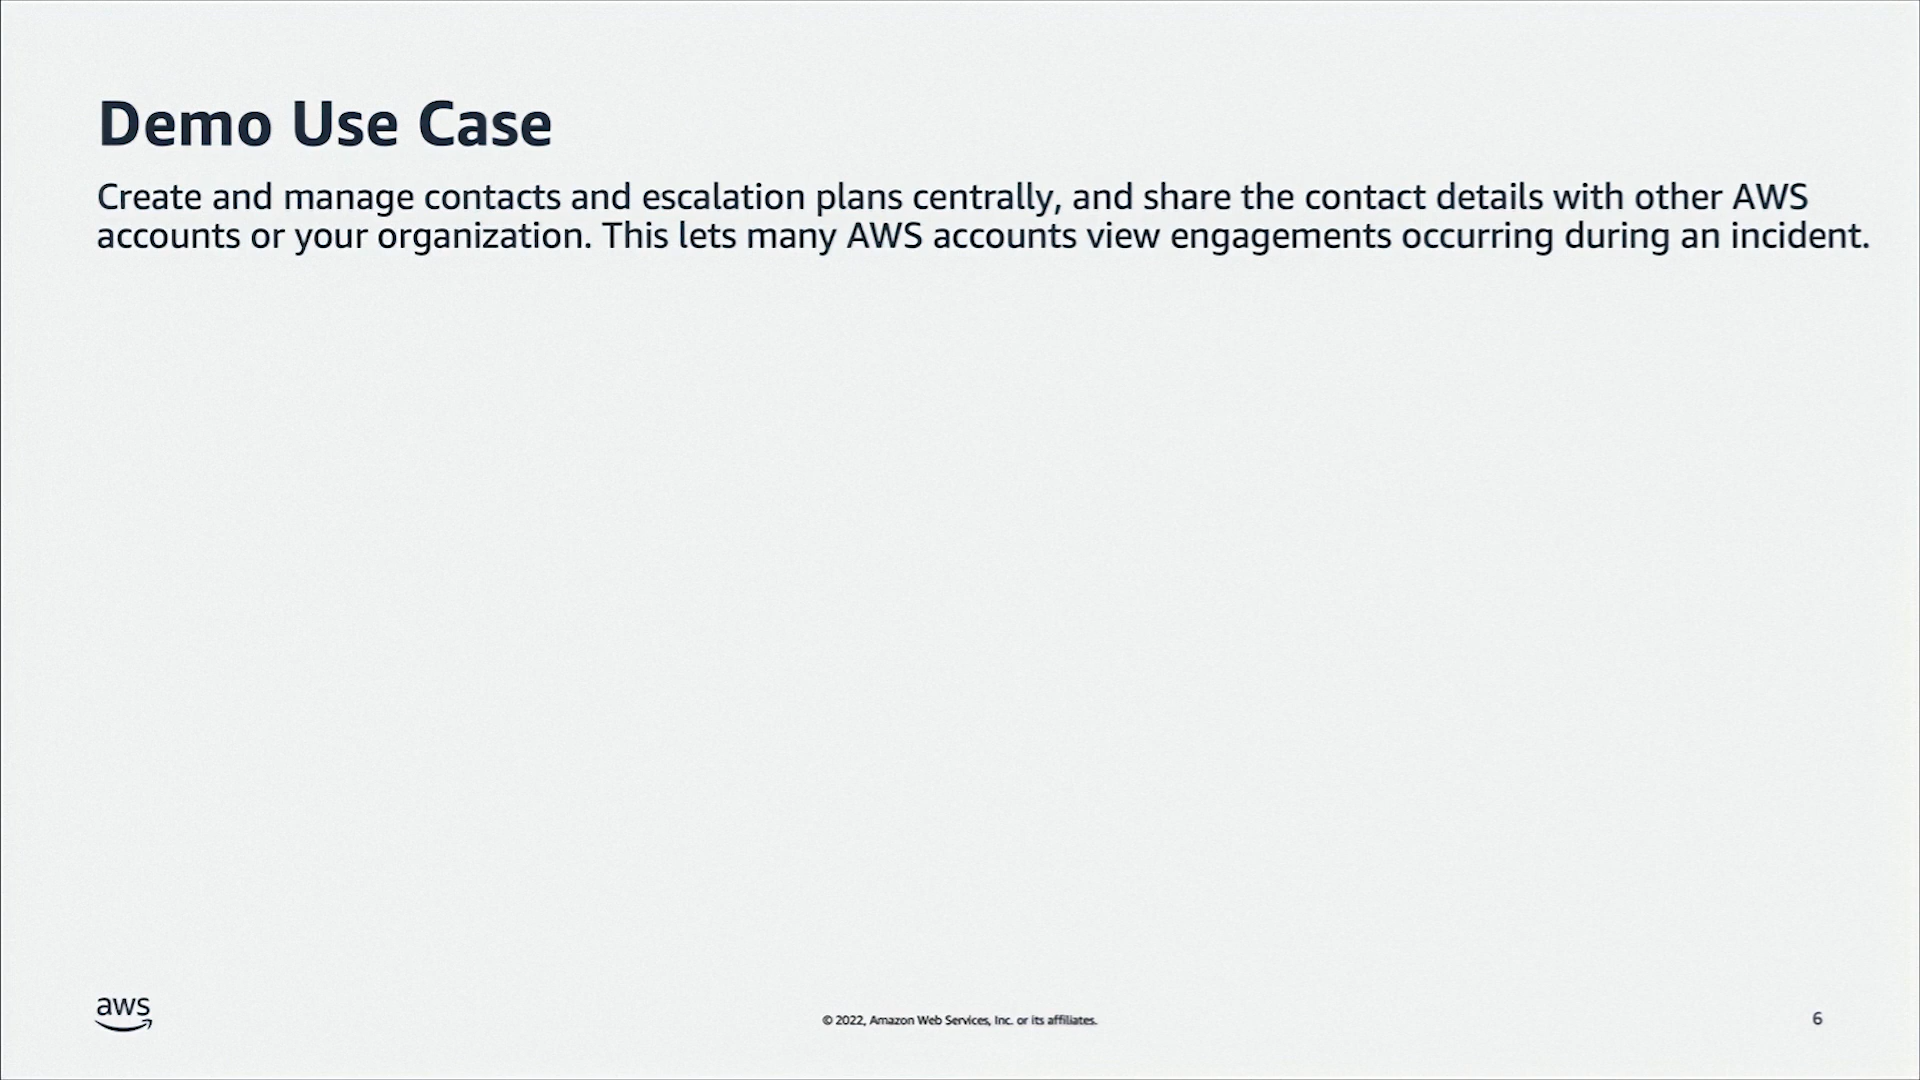 Demo Use Case
Create and manage contacts and escalation plans centrally, and share the contact details with other AWS
accounts or your organization. This lets many AWS accounts view engagements occurring during an incident.
aws
© 2022, Amazon Web Services, Inc. or its affiliates.
6